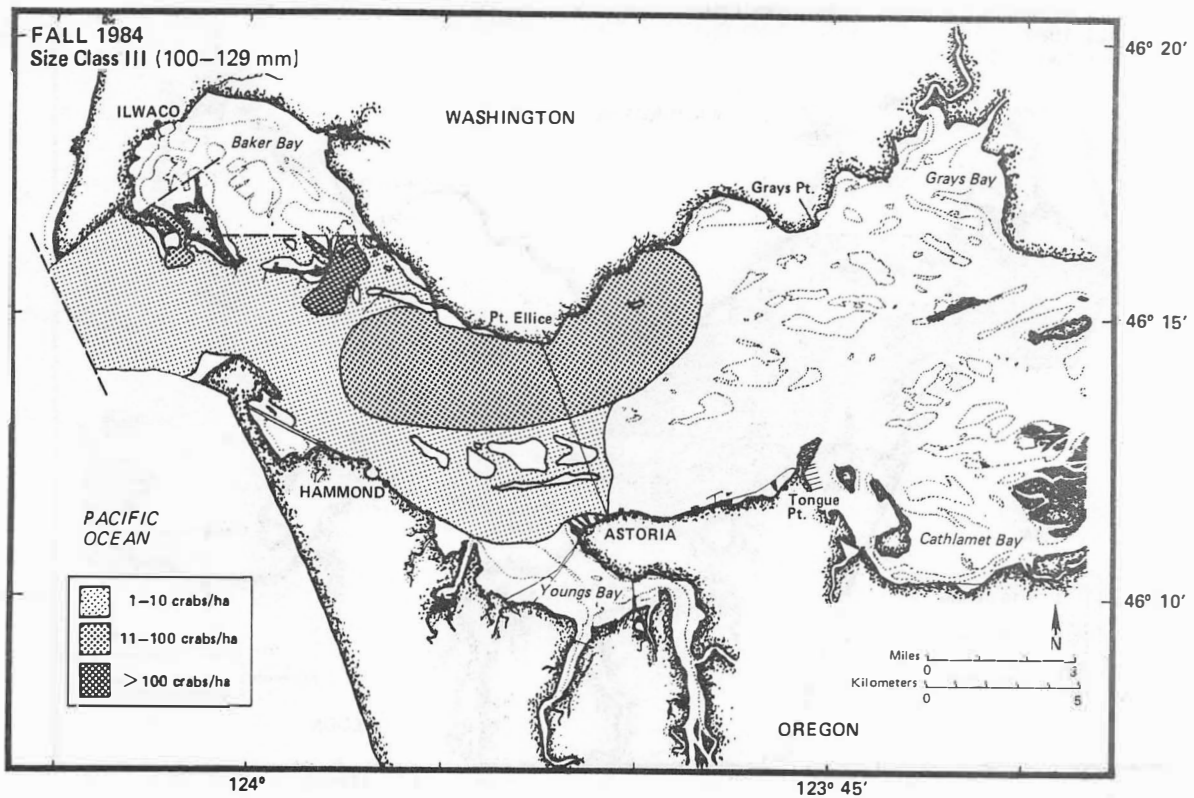 FALL 1984
Size Class III (100–129 mm)
46° 20'
ILWACO
WASHINGTON
Baker Bay
Grays Pt.
Grays Bay
Pt. Ellice
46° 15'
HAMMOND
Tongue
Pt.
ASTORIA
PACIFIC
OCEAN
Cathlamet Bay
Youngs Bay
46° 10'
1–10 crabs/ha
11–100 crabs/ha
>100 crabs/ha
N
Miles
0 3
Kilometers
0 5
OREGON
124°
123° 45'